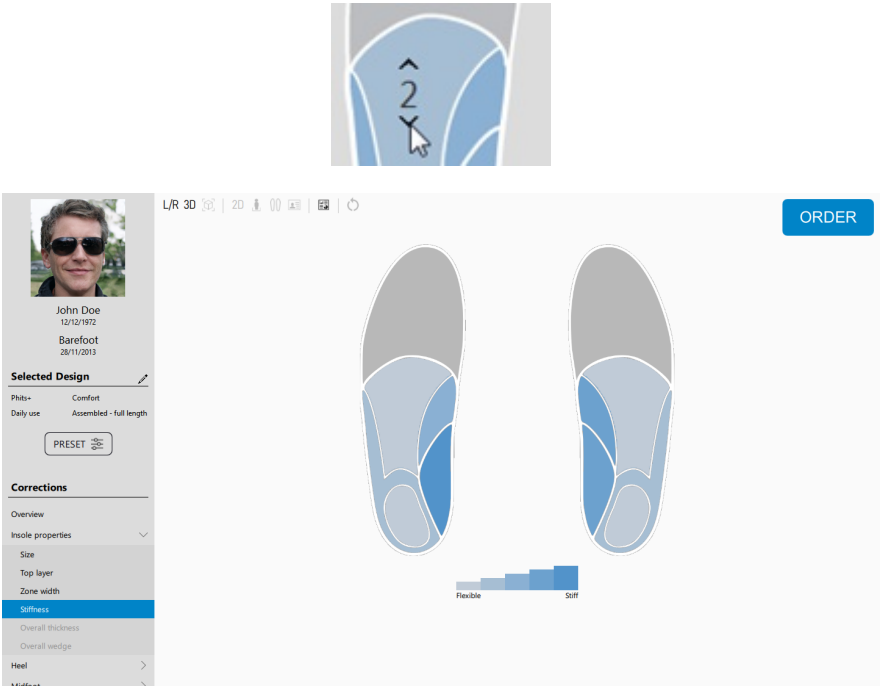 2
L/R 3D 2D
ORDER
John Doe
12/12/1972
Barefoot
28/11/2013
Selected Design
Phits+ Comfort
Daily use Assembled - full length
PRESET
Corrections
Overview
Insole properties
Size
Top layer
Zone width
Stiffness
Overall thickness
Overall wedge
Heel
Midfoot
Flexible Stiff